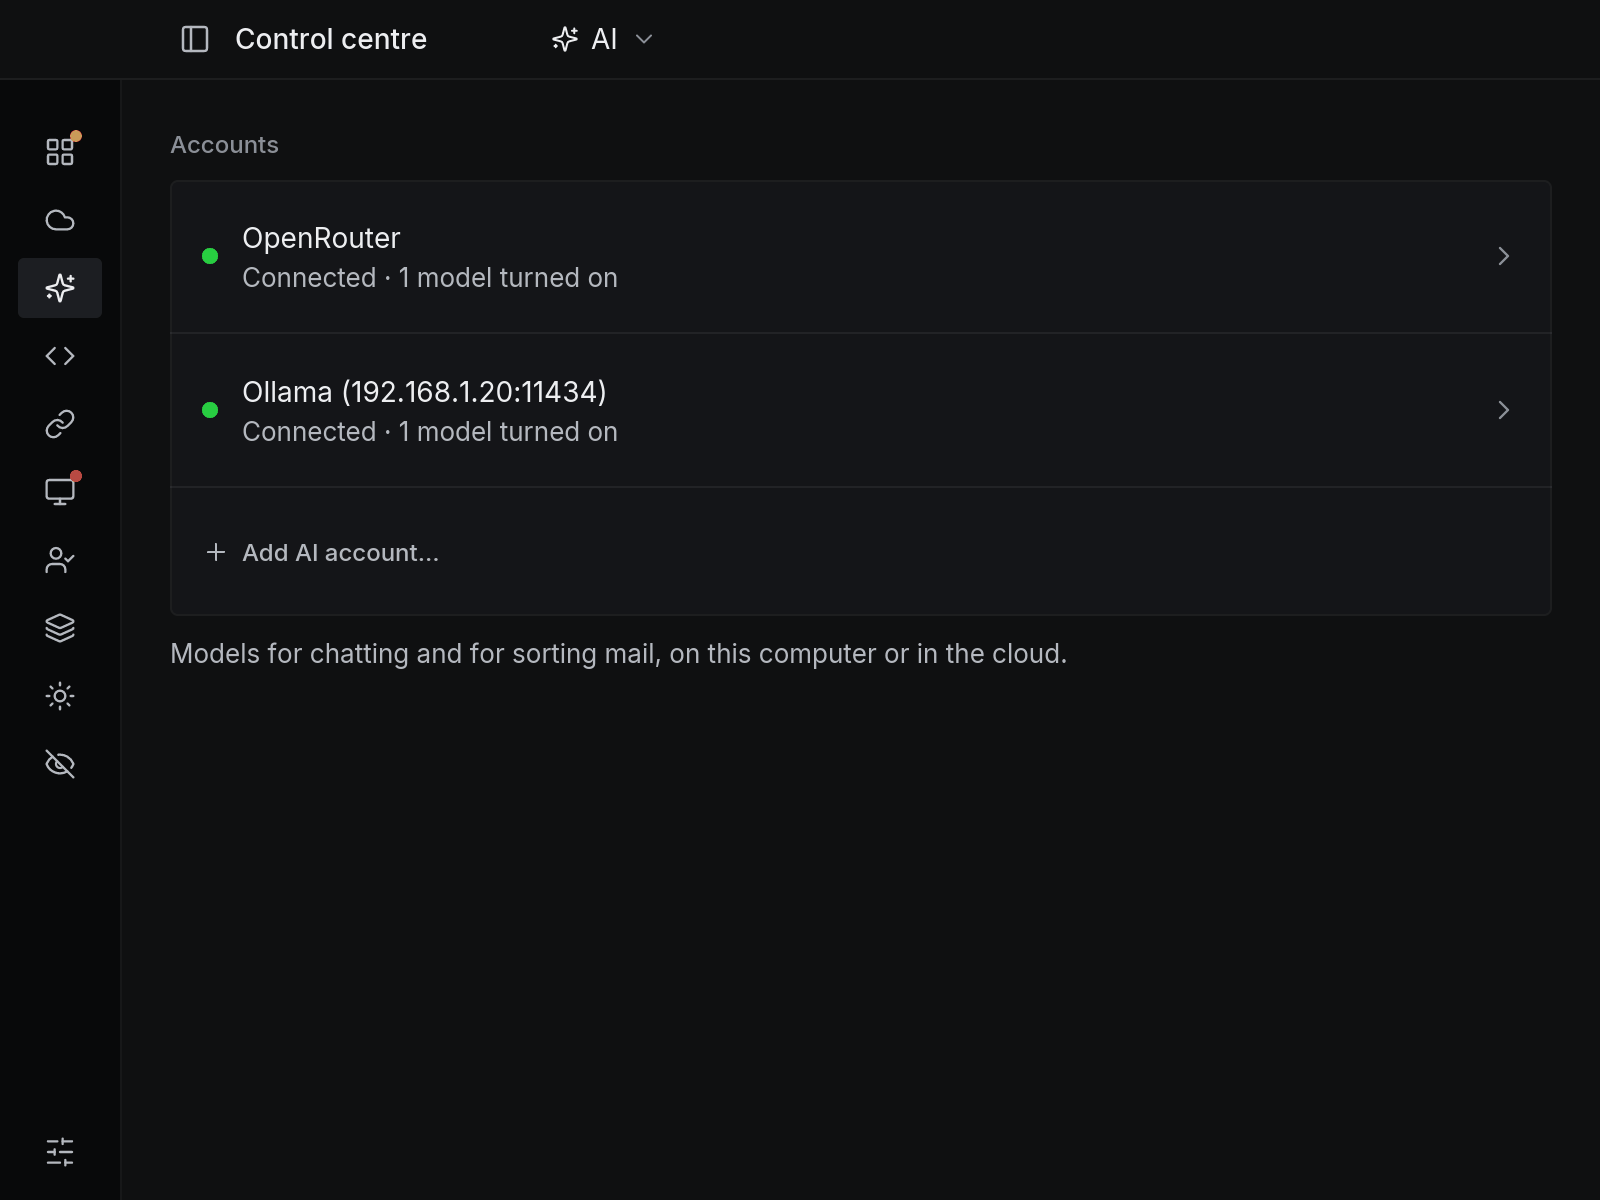 Control centre
AI
Accounts
OpenRouter
Connected · 1 model turned on
Ollama (192.168.1.20:11434)
Connected · 1 model turned on
Add AI account...
Models for chatting and for sorting mail, on this computer or in the cloud.